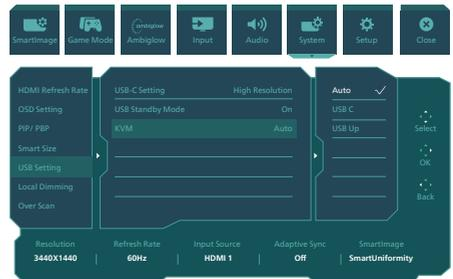 SmartImage
Game Mode
ambiglow
Ambiglow
Input
Audio
System
Setup
Close
HDMI Refresh Rate
OSD Setting
PIP/ PBP
Smart Size
USB Setting
Local Dimming
Over Scan
USB-C Setting High Resolution
USB Standby Mode On
KVM Auto
Auto
USB C
USB Up
Select
OK
Back
Resolution Refresh Rate Input Source Adaptive Sync SmartImage
3440X1440 60Hz HDMI 1 Off SmartUniformity